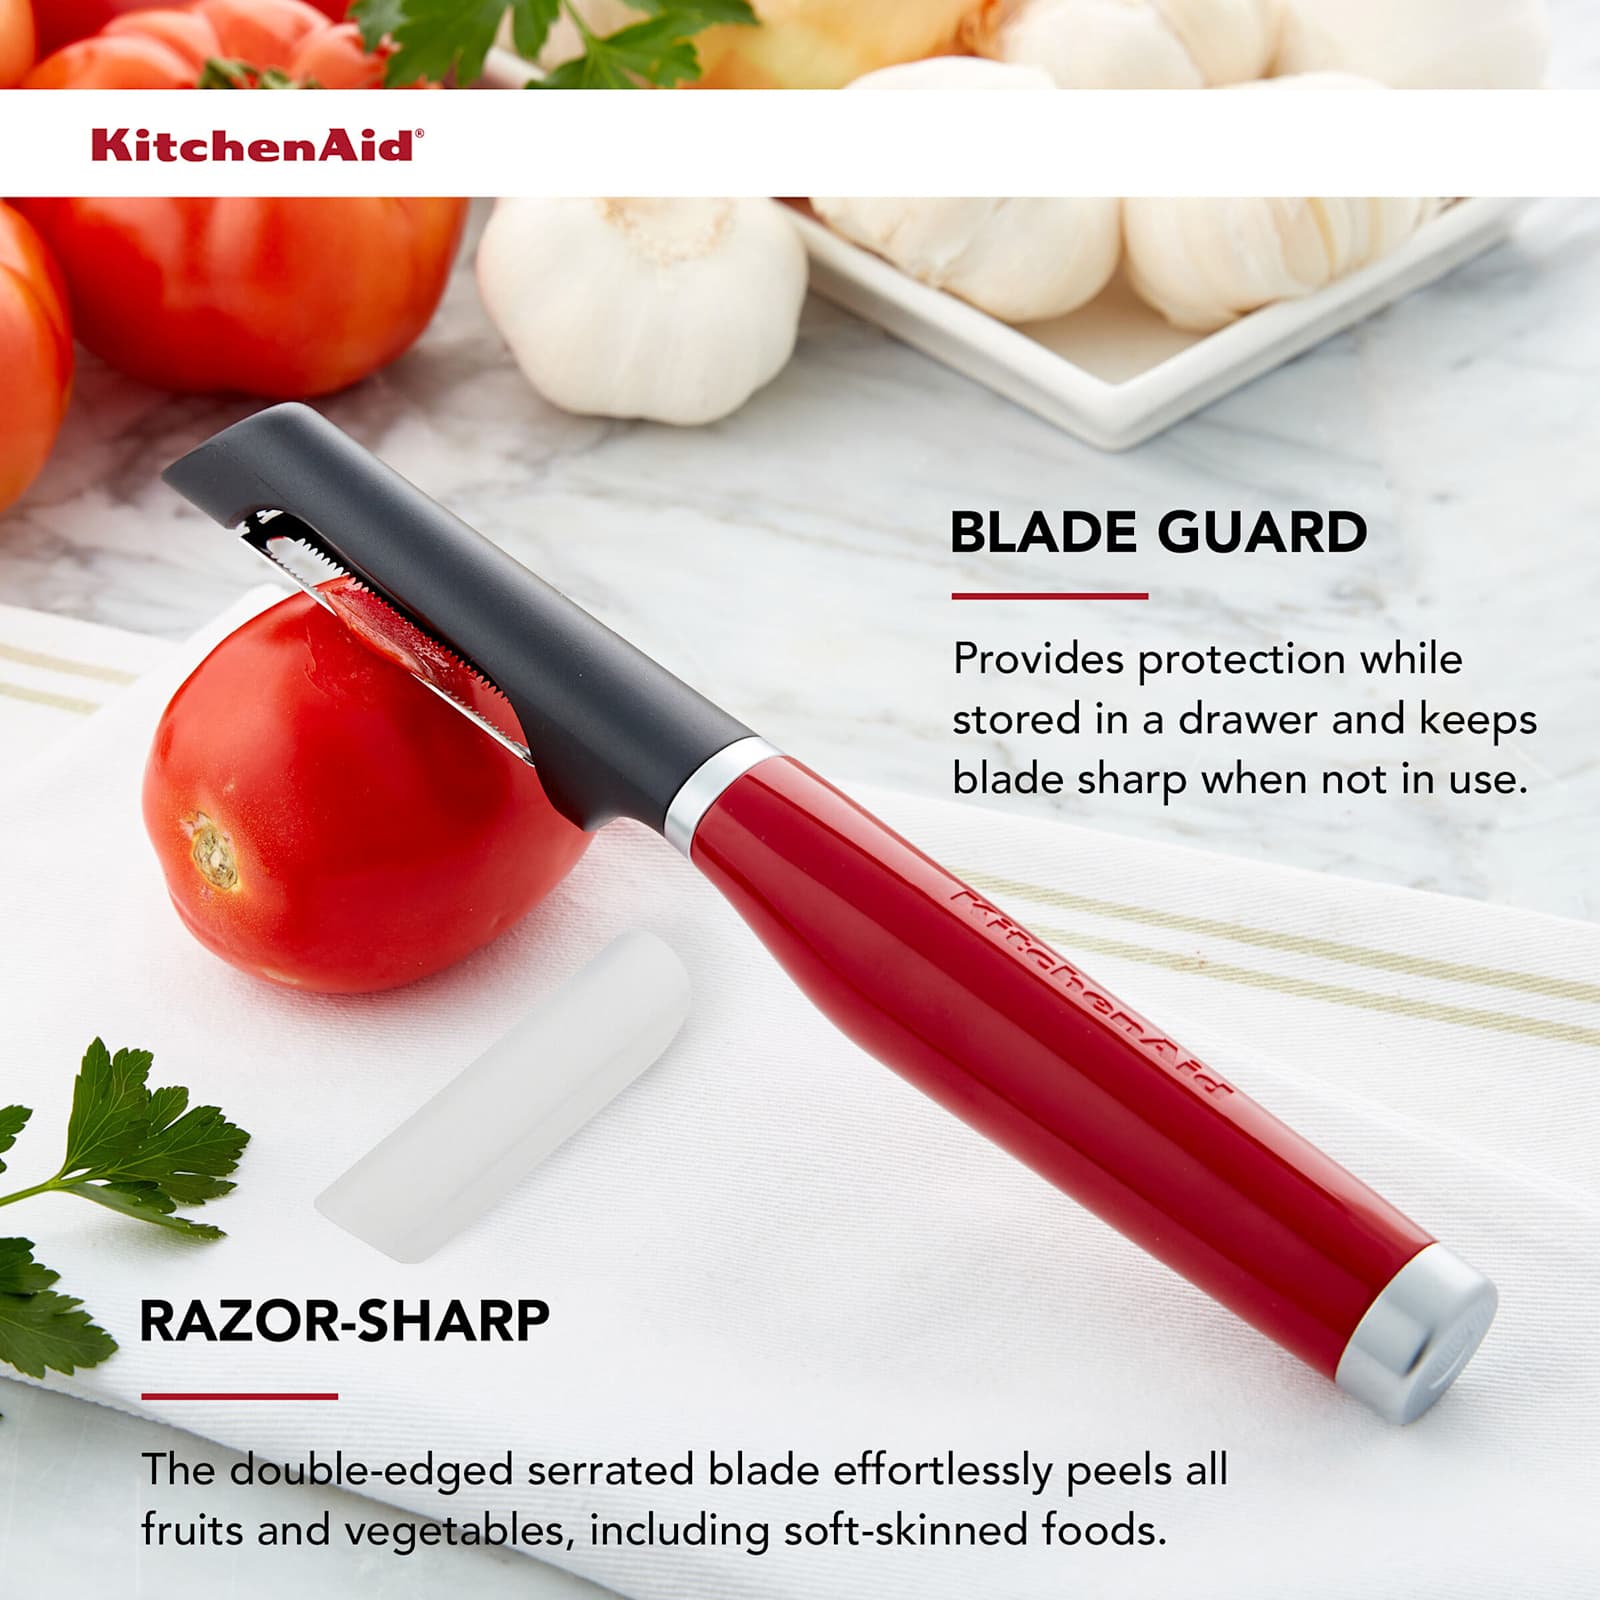 KitchenAid®
BLADE GUARD
Provides protection while
stored in a drawer and keeps
blade sharp when not in use.
KitchenAid
RAZOR-SHARP
The double-edged serrated blade effortlessly peels all
fruits and vegetables, including soft-skinned foods.